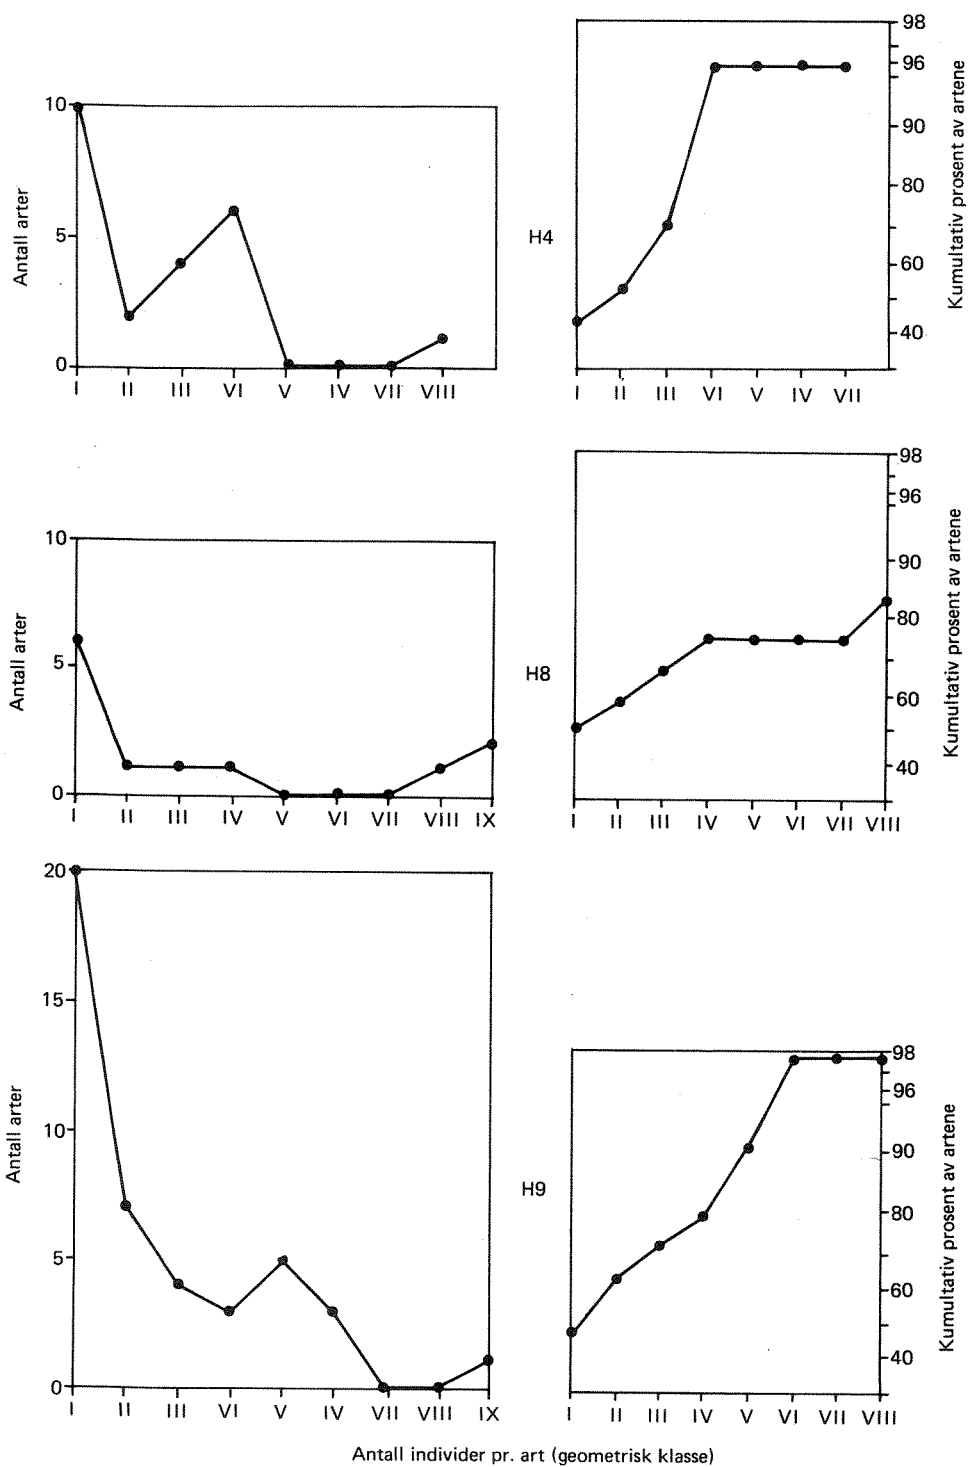 10
5
0
Antall arter
I II III VI V IV VII VIII
H4
98
96
90
80
60
40
Kumultativ prosent av artene
I II III VI V IV VII
10
5
0
Antall arter
I II III IV V VI VII VIII IX
H8
98
96
90
80
60
40
Kumultativ prosent av artene
I II III IV V VI VII VIII
20
15
10
5
0
Antall arter
I II III VI V IV VII VIII IX
H9
98
96
90
80
60
40
Kumultativ prosent av artene
I II III IV V VI VII VIII
Antall individer pr. art (geometrisk klasse)